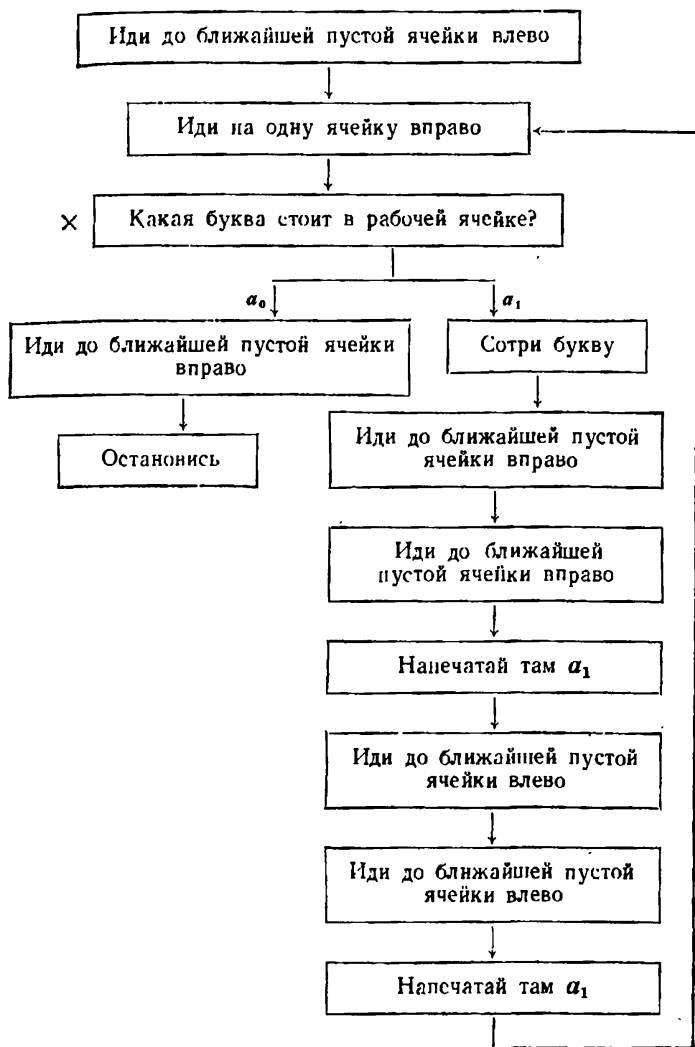 Иди до ближайшей пустой ячейки влево
Иди на одну ячейку вправо
× Какая буква стоит в рабочей ячейке?
a₀
a₁
Иди до ближайшей пустой ячейки
вправо
Сотри букву
Остановись
Иди до ближайшей пустой
ячейки вправо
Иди до ближайшей
пустой ячейки вправо
Напечатай там a₁
Иди до ближайшей пустой
ячейки влево
Иди до ближайшей пустой
ячейки влево
Напечатай там a₁